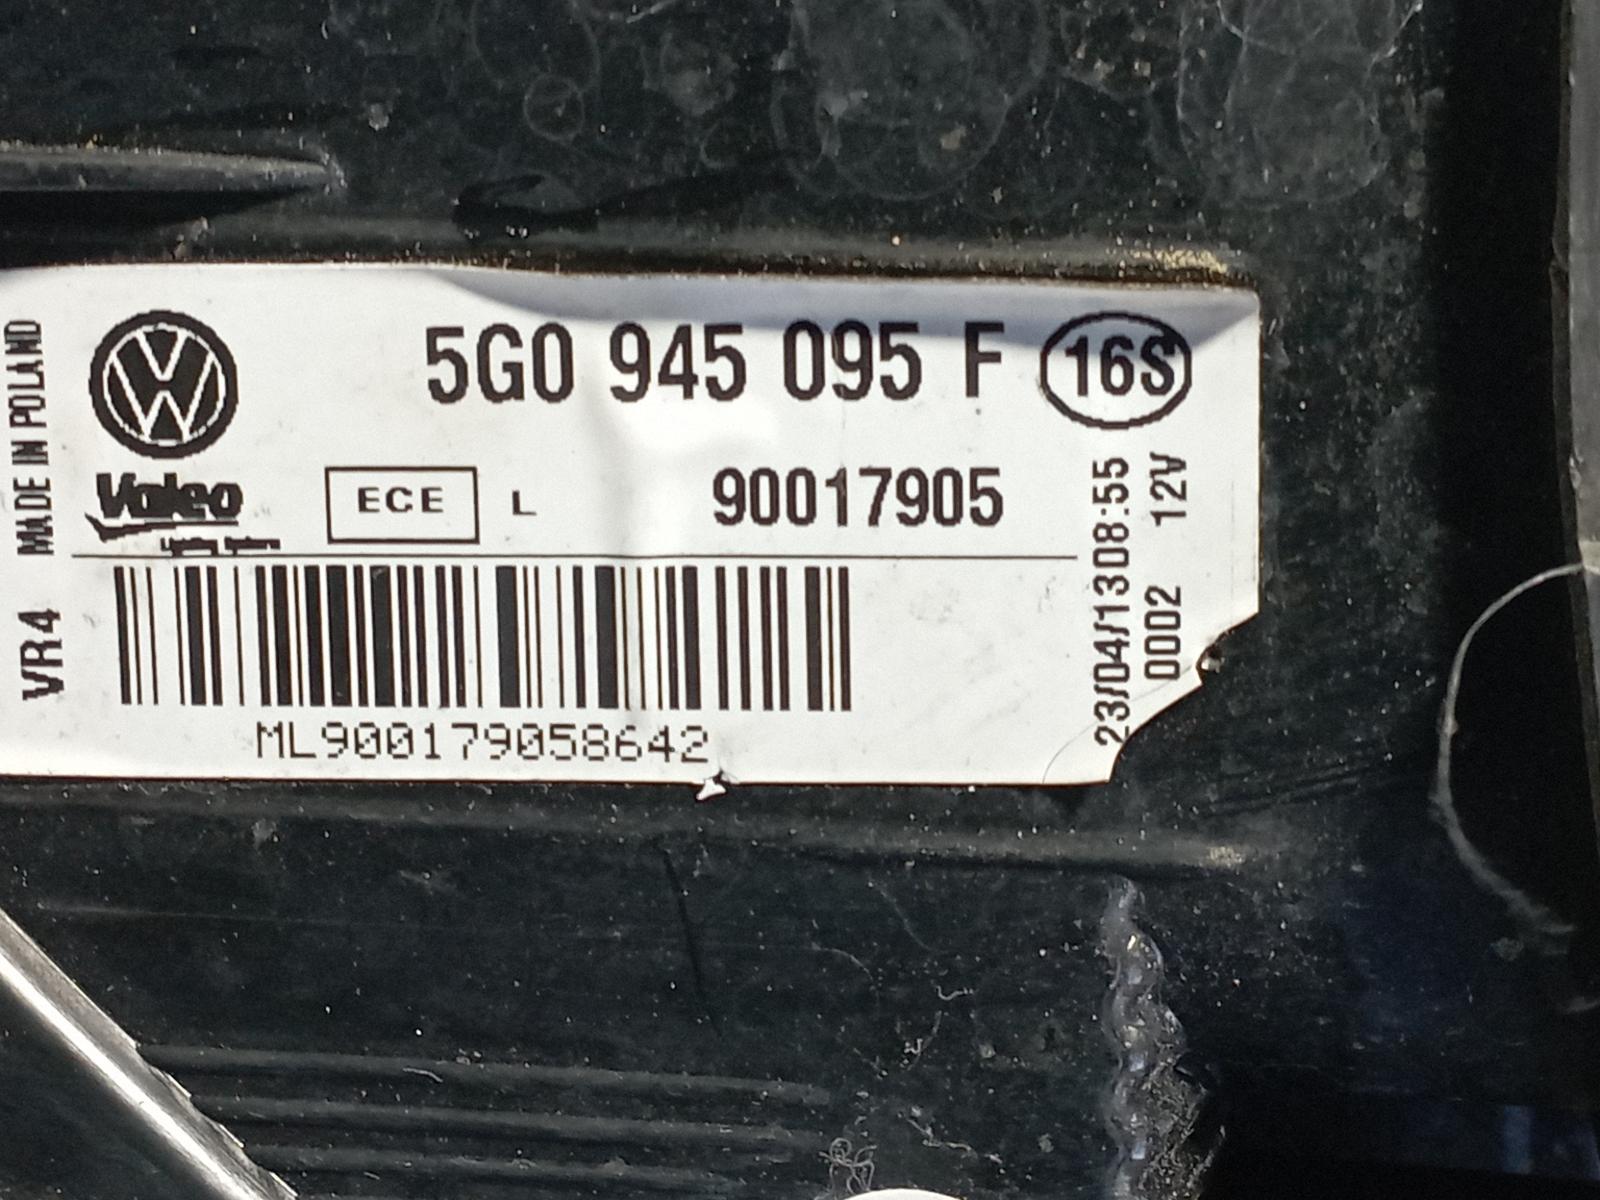 5G0 945 095 F 16S
Valeo ECE L 90017905
ML900179058642
MADE IN POLAND
VR4
23/04/13 08:55
0002 12V